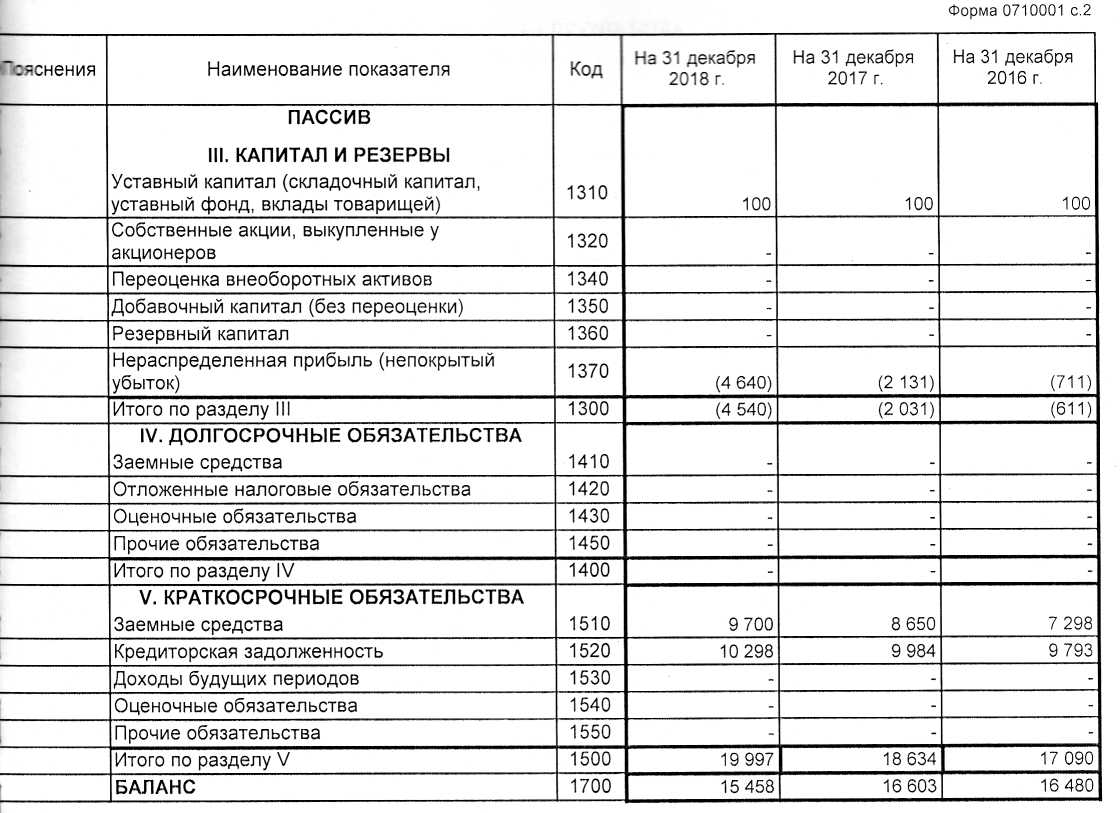 Форма 0710001 с.2
Пояснения Наименование показателя Код На 31 декабря 2018 г. На 31 декабря 2017 г. На 31 декабря 2016 г.
ПАССИВ
III. КАПИТАЛ И РЕЗЕРВЫ
Уставный капитал (складочный капитал,
уставный фонд, вклады товарищей) 1310 100 100 100
Собственные акции, выкупленные у
акционеров 1320 - - -
Переоценка внеоборотных активов 1340 - - -
Добавочный капитал (без переоценки) 1350 - - -
Резервный капитал 1360 - - -
Нераспределенная прибыль (непокрытый
убыток) 1370 (4 640) (2 131) (711)
Итого по разделу III 1300 (4 540) (2 031) (611)
IV. ДОЛГОСРОЧНЫЕ ОБЯЗАТЕЛЬСТВА
Заемные средства 1410 - - -
Отложенные налоговые обязательства 1420 - - -
Оценочные обязательства 1430 - - -
Прочие обязательства 1450 - - -
Итого по разделу IV 1400 - - -
V. КРАТКОСРОЧНЫЕ ОБЯЗАТЕЛЬСТВА
Заемные средства 1510 9 700 8 650 7 298
Кредиторская задолженность 1520 10 298 9 984 9 793
Доходы будущих периодов 1530 - - -
Оценочные обязательства 1540 - - -
Прочие обязательства 1550 - - -
Итого по разделу V 1500 19 997 18 634 17 090
БАЛАНС 1700 15 458 16 603 16 480